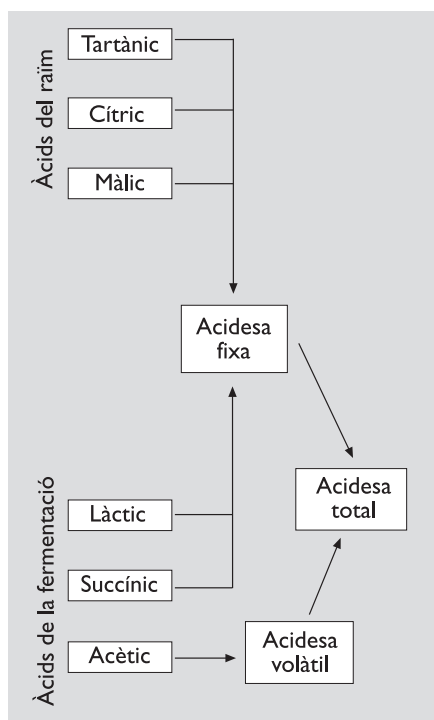 Àcids del raïm
Tartànic
Cítric
Màlic
Acidesa
fixa
Àcids de la fermentació
Làctic
Succínic
Acètic
Acidesa
volàtil
Acidesa
total